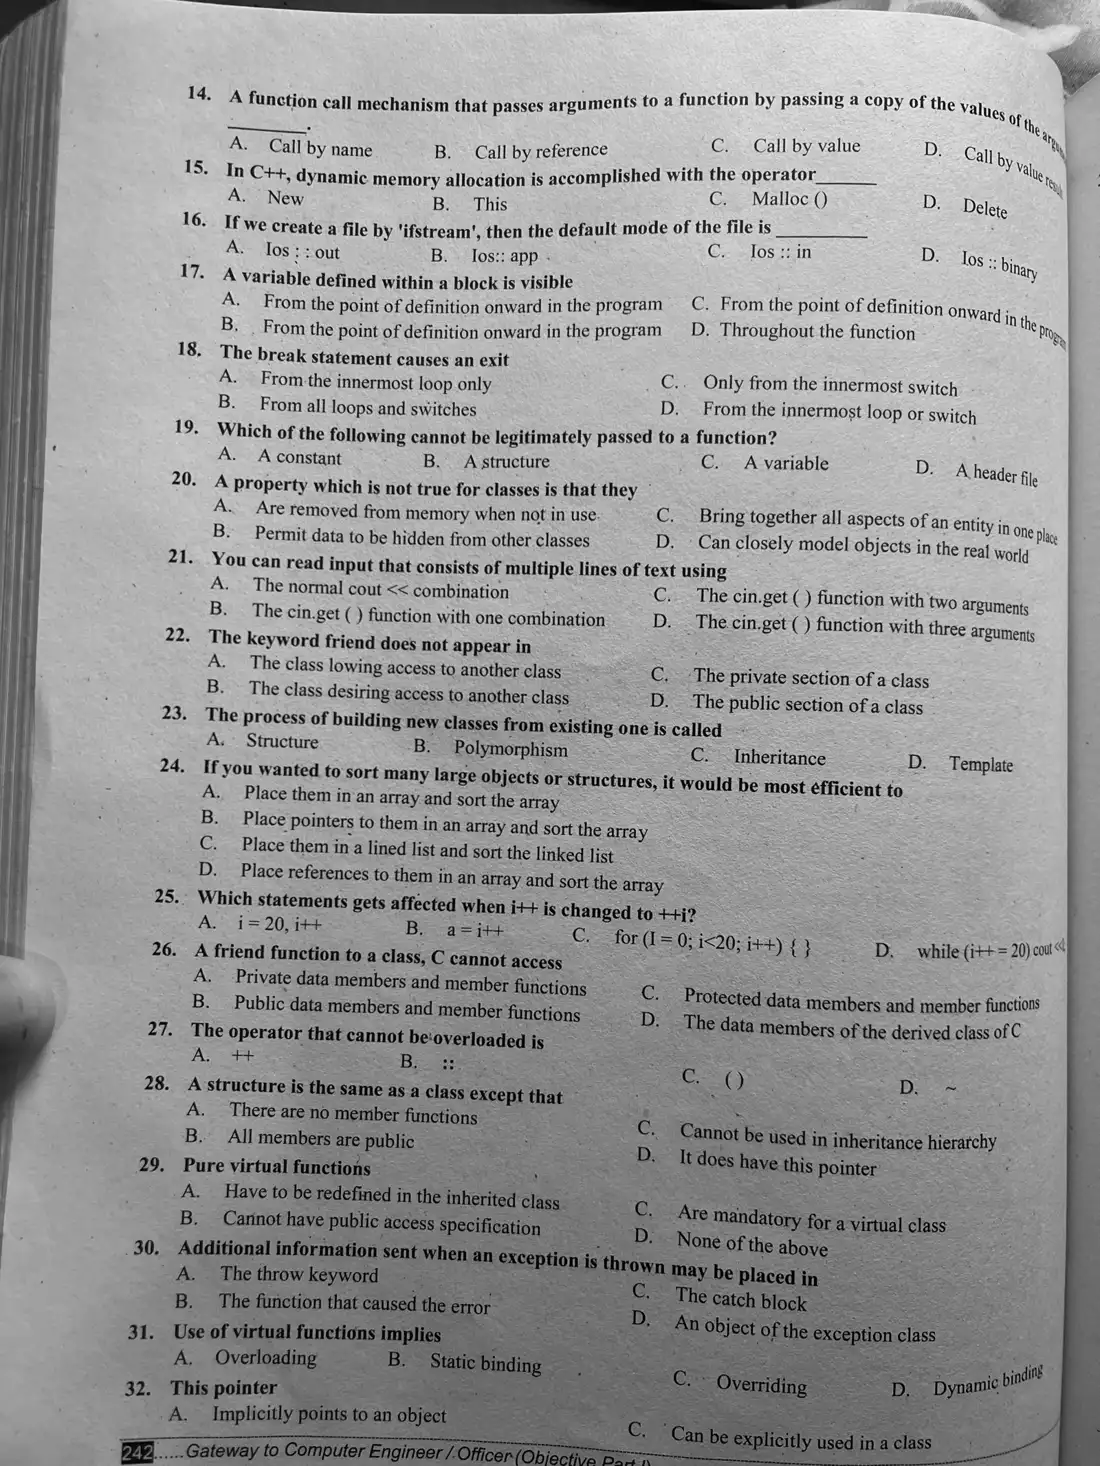 14. A function call mechanism that passes arguments to a function by passing a copy of the values of the
________.
A. Call by name B. Call by reference C. Call by value D. Call by value
15. In C++, dynamic memory allocation is accomplished with the operator______
A. New B. This C. Malloc () D. Delete
16. If we create a file by 'ifstream', then the default mode of the file is _________
A. Ios : : out B. Ios:: app C. Ios :: in D. Ios :: binary
17. A variable defined within a block is visible
A. From the point of definition onward in the program C. From the point of definition onward in the
B. From the point of definition onward in the program D. Throughout the function
18. The break statement causes an exit
A. From the innermost loop only C. Only from the innermost switch
B. From all loops and switches D. From the innermost loop or switch
19. Which of the following cannot be legitimately passed to a function?
A. A constant B. A structure C. A variable D. A header file
20. A property which is not true for classes is that they
A. Are removed from memory when not in use C. Bring together all aspects of an entity in one place
B. Permit data to be hidden from other classes D. Can closely model objects in the real world
21. You can read input that consists of multiple lines of text using
A. The normal cout << combination C. The cin.get ( ) function with two arguments
B. The cin.get ( ) function with one combination D. The cin.get ( ) function with three arguments
22. The keyword friend does not appear in
A. The class lowing access to another class C. The private section of a class
B. The class desiring access to another class D. The public section of a class
23. The process of building new classes from existing one is called
A. Structure B. Polymorphism C. Inheritance D. Template
24. If you wanted to sort many large objects or structures, it would be most efficient to
A. Place them in an array and sort the array
B. Place pointers to them in an array and sort the array
C. Place them in a lined list and sort the linked list
D. Place references to them in an array and sort the array
25. Which statements gets affected when i++ is changed to ++i?
A. i = 20, i++ B. a = i++ C. for (I = 0; i<20; i++) { } D. while (i++ = 20) cout <<
26. A friend function to a class, C cannot access
A. Private data members and member functions C. Protected data members and member functions
B. Public data members and member functions D. The data members of the derived class of C
27. The operator that cannot be overloaded is
A. ++ B. :: C. ( ) D. ~
28. A structure is the same as a class except that
A. There are no member functions C. Cannot be used in inheritance hierarchy
B. All members are public D. It does have this pointer
29. Pure virtual functions
A. Have to be redefined in the inherited class C. Are mandatory for a virtual class
B. Cannot have public access specification D. None of the above
30. Additional information sent when an exception is thrown may be placed in
A. The throw keyword C. The catch block
B. The function that caused the error D. An object of the exception class
31. Use of virtual functions implies
A. Overloading B. Static binding C. Overriding D. Dynamic binding
32. This pointer
A. Implicitly points to an object C. Can be explicitly used in a class
242......Gateway to Computer Engineer / Officer (Objective